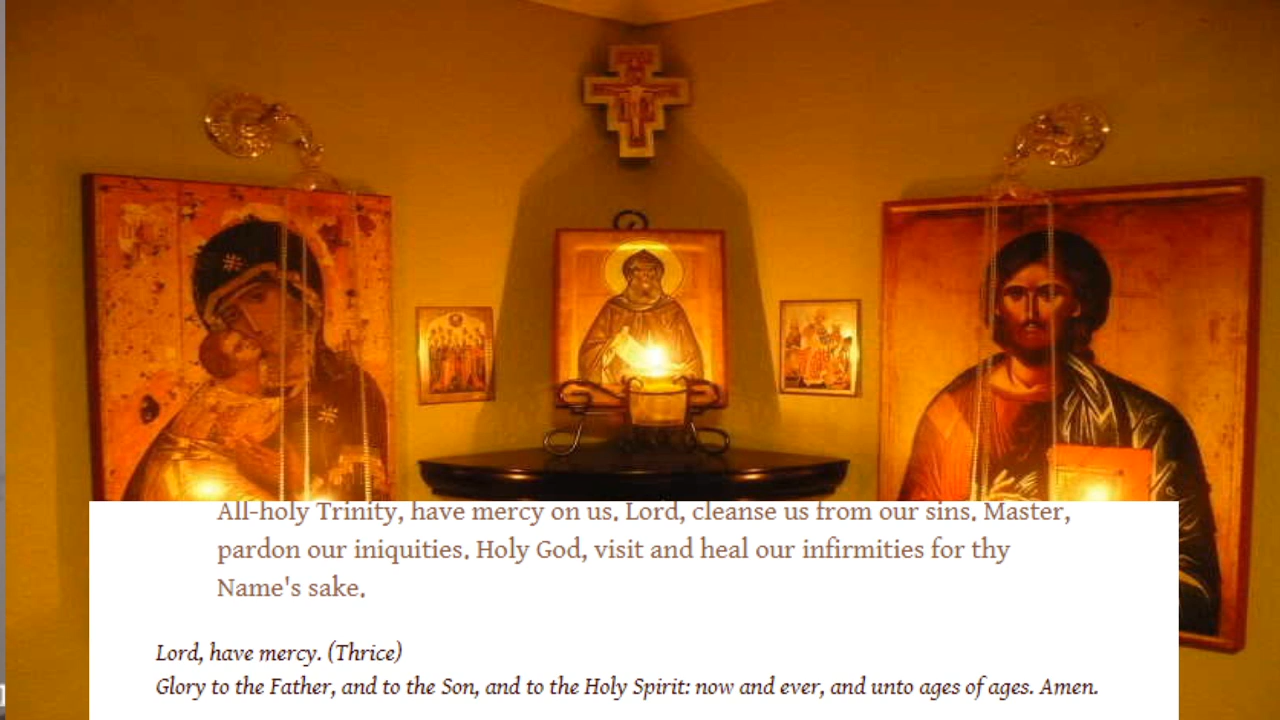 All-holy Trinity, have mercy on us. Lord, cleanse us from our sins. Master,
pardon our iniquities. Holy God, visit and heal our infirmities for thy
Name's sake.
Lord, have mercy. (Thrice)
Glory to the Father, and to the Son, and to the Holy Spirit: now and ever, and unto ages of ages. Amen.